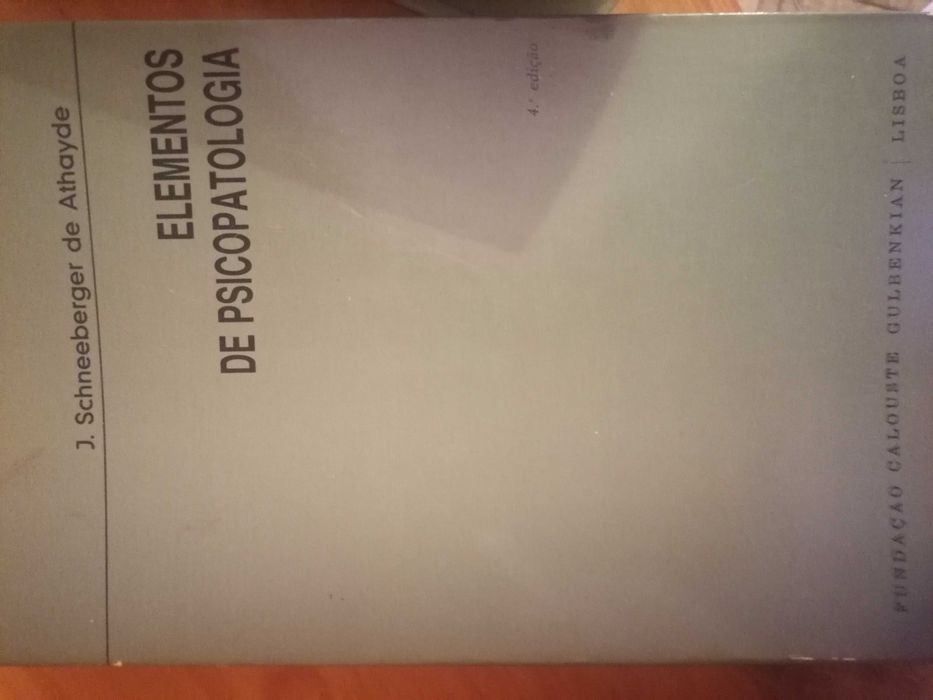 J. Schneeberger de Athayde
ELEMENTOS
DE PSICOPATOLOGIA
4.ª edição
FUNDAÇÃO CALOUSTE GULBENKIAN | LISBOA